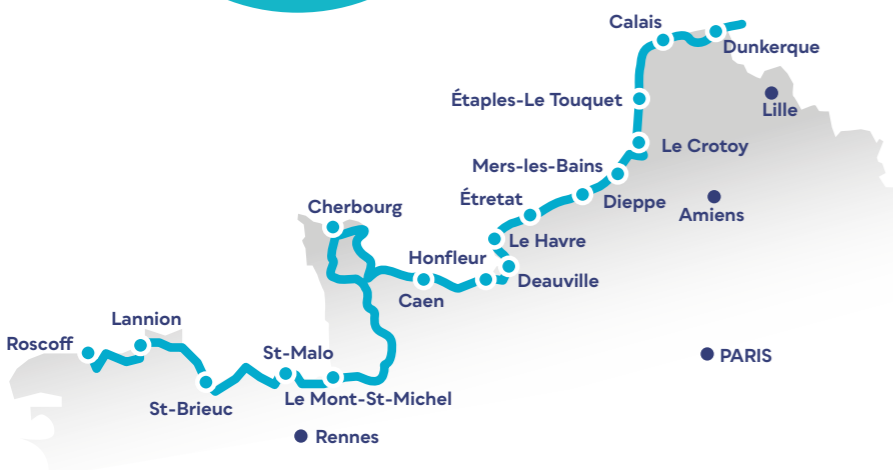 Calais
Dunkerque
Étaples-Le Touquet
Lille
Le Crotoy
Mers-les-Bains
Étretat
Dieppe
Amiens
Cherbourg
Le Havre
Honfleur
Deauville
Caen
Lannion
Roscoff
St-Malo
PARIS
Le Mont-St-Michel
St-Brieuc
Rennes